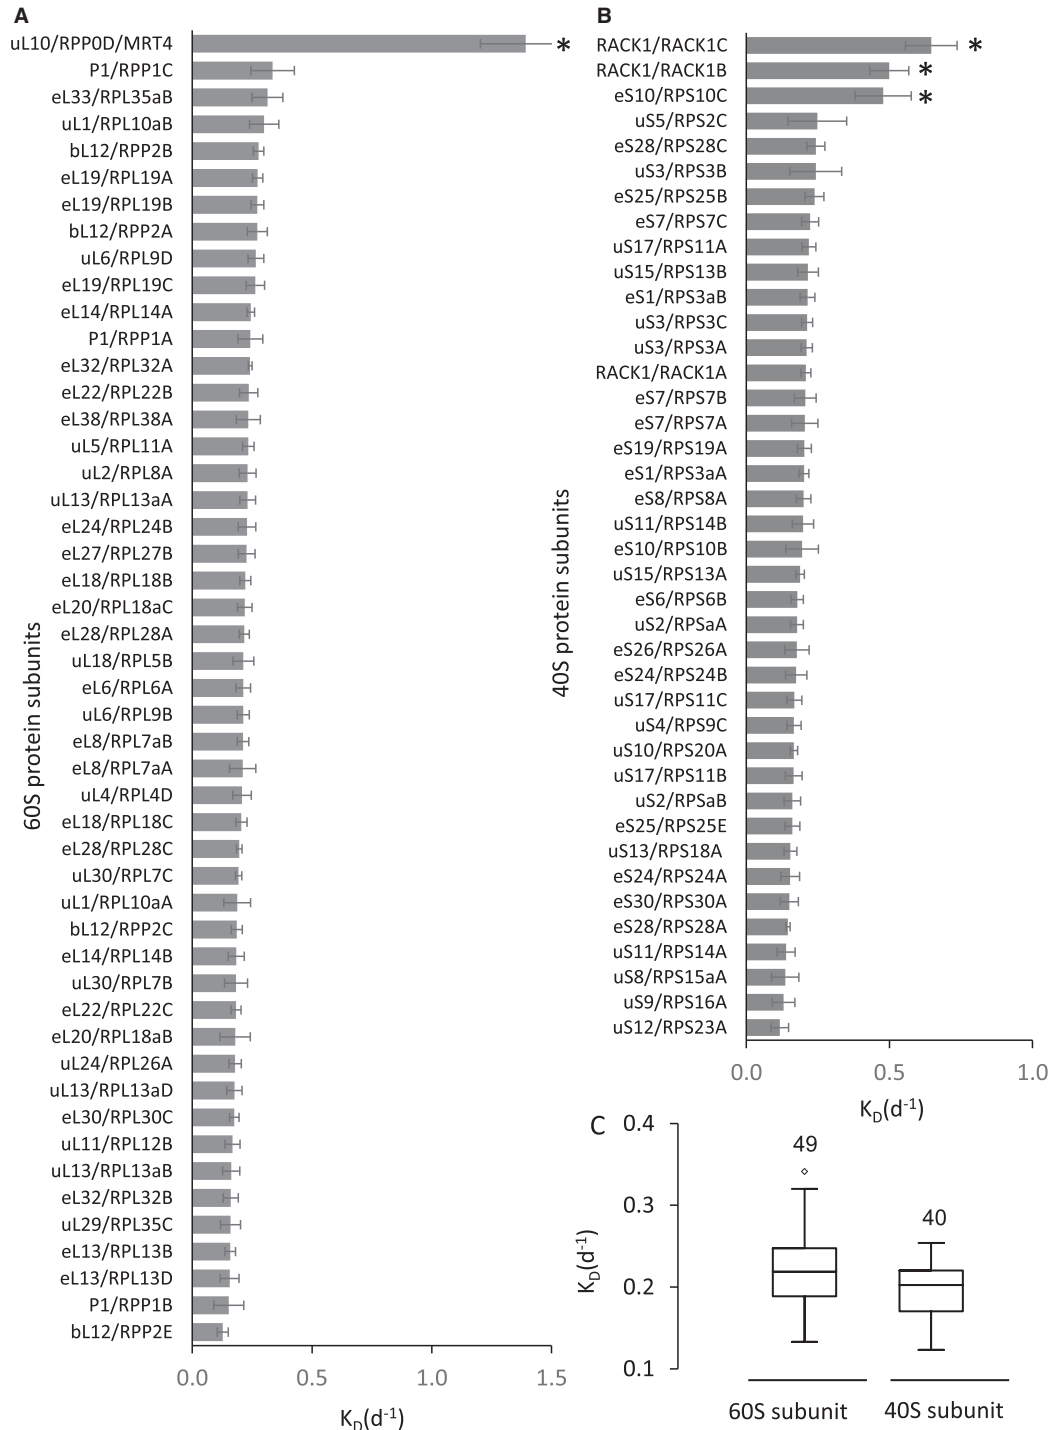 A
uL10/RPP0D/MRT4
*
P1/RPP1C
eL33/RPL35aB
uL1/RPL10aB
bL12/RPP2B
eL19/RPL19A
eL19/RPL19B
bL12/RPP2A
uL6/RPL9D
eL19/RPL19C
eL14/RPL14A
P1/RPP1A
eL32/RPL32A
eL22/RPL22B
eL38/RPL38A
uL5/RPL11A
uL2/RPL8A
uL13/RPL13aA
eL24/RPL24B
eL27/RPL27B
eL18/RPL18B
eL20/RPL18aC
eL28/RPL28A
uL18/RPL5B
eL6/RPL6A
uL6/RPL9B
eL8/RPL7aB
eL8/RPL7aA
uL4/RPL4D
eL18/RPL18C
eL28/RPL28C
uL30/RPL7C
uL1/RPL10aA
bL12/RPP2C
eL14/RPL14B
uL30/RPL7B
eL22/RPL22C
eL20/RPL18aB
uL24/RPL26A
uL13/RPL13aD
eL30/RPL30C
uL11/RPL12B
uL13/RPL13aB
eL32/RPL32B
uL29/RPL35C
eL13/RPL13B
eL13/RPL13D
P1/RPP1B
bL12/RPP2E
60S protein subunits
0.0 0.5 1.0 1.5
K_D(d^-1)
B
RACK1/RACK1C
*
RACK1/RACK1B
*
eS10/RPS10C
*
uS5/RPS2C
eS28/RPS28C
uS3/RPS3B
eS25/RPS25B
eS7/RPS7C
uS17/RPS11A
uS15/RPS13B
eS1/RPS3aB
uS3/RPS3C
uS3/RPS3A
RACK1/RACK1A
eS7/RPS7B
eS7/RPS7A
eS19/RPS19A
eS1/RPS3aA
eS8/RPS8A
uS11/RPS14B
eS10/RPS10B
uS15/RPS13A
eS6/RPS6B
uS2/RPSaA
eS26/RPS26A
eS24/RPS24B
uS17/RPS11C
uS4/RPS9C
uS10/RPS20A
uS17/RPS11B
uS2/RPSaB
eS25/RPS25E
uS13/RPS18A
eS24/RPS24A
eS30/RPS30A
eS28/RPS28A
uS11/RPS14A
uS8/RPS15aA
uS9/RPS16A
uS12/RPS23A
40S protein subunits
0.0 0.5 1.0
K_D(d^-1)
C
0.4
0.3
0.2
0.1
K_D(d^-1)
49
40
60S subunit
40S subunit